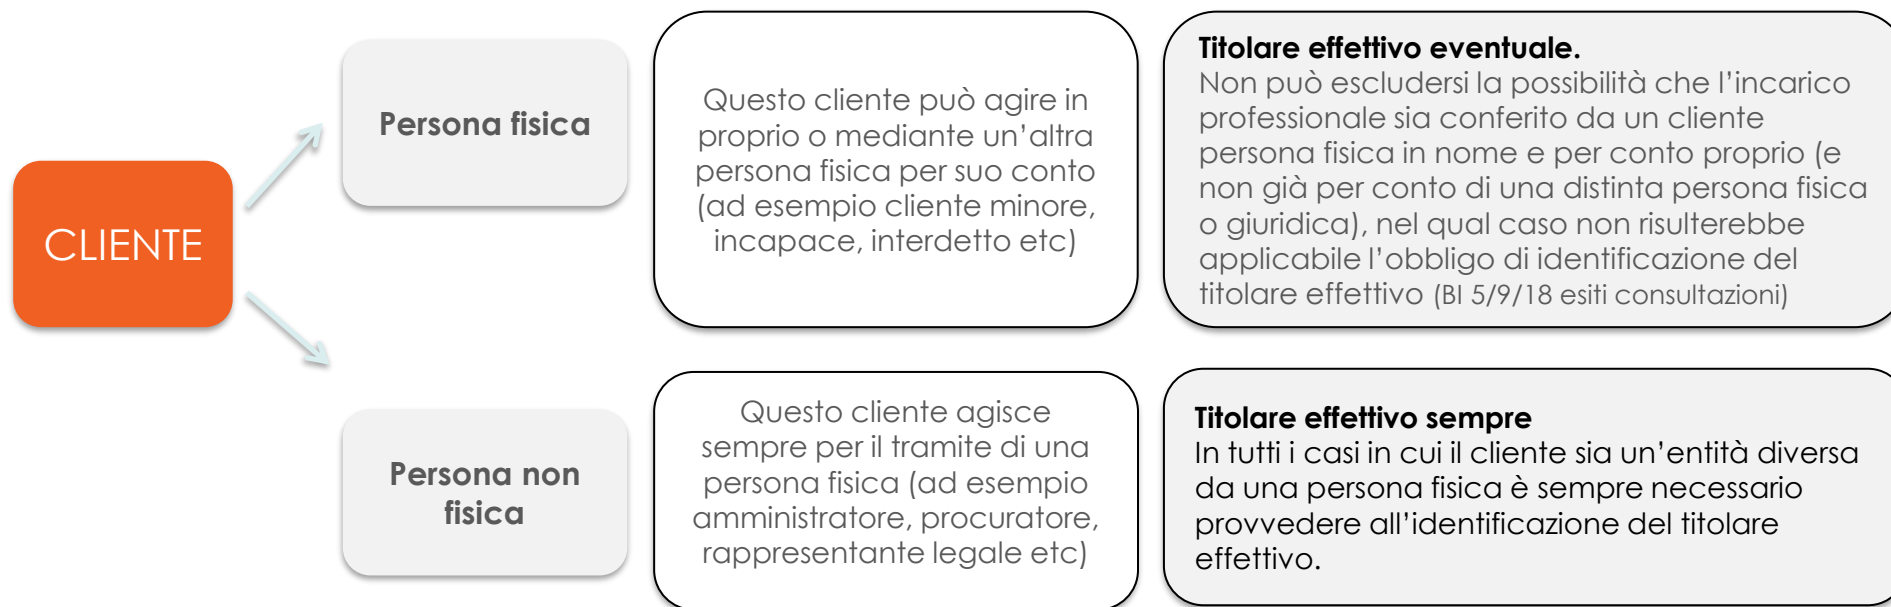 CLIENTE
Persona fisica
Questo cliente può agire in
proprio o mediante un’altra
persona fisica per suo conto
(ad esempio cliente minore,
incapace, interdetto etc)
Titolare effettivo eventuale.
Non può escludersi la possibilità che l’incarico
professionale sia conferito da un cliente
persona fisica in nome e per conto proprio (e
non già per conto di una distinta persona fisica
o giuridica), nel qual caso non risulterebbe
applicabile l’obbligo di identificazione del
titolare effettivo (BI 5/9/18 esiti consultazioni)
Persona non
fisica
Questo cliente agisce
sempre per il tramite di una
persona fisica (ad esempio
amministratore, procuratore,
rappresentante legale etc)
Titolare effettivo sempre
In tutti i casi in cui il cliente sia un’entità diversa
da una persona fisica è sempre necessario
provvedere all’identificazione del titolare
effettivo.